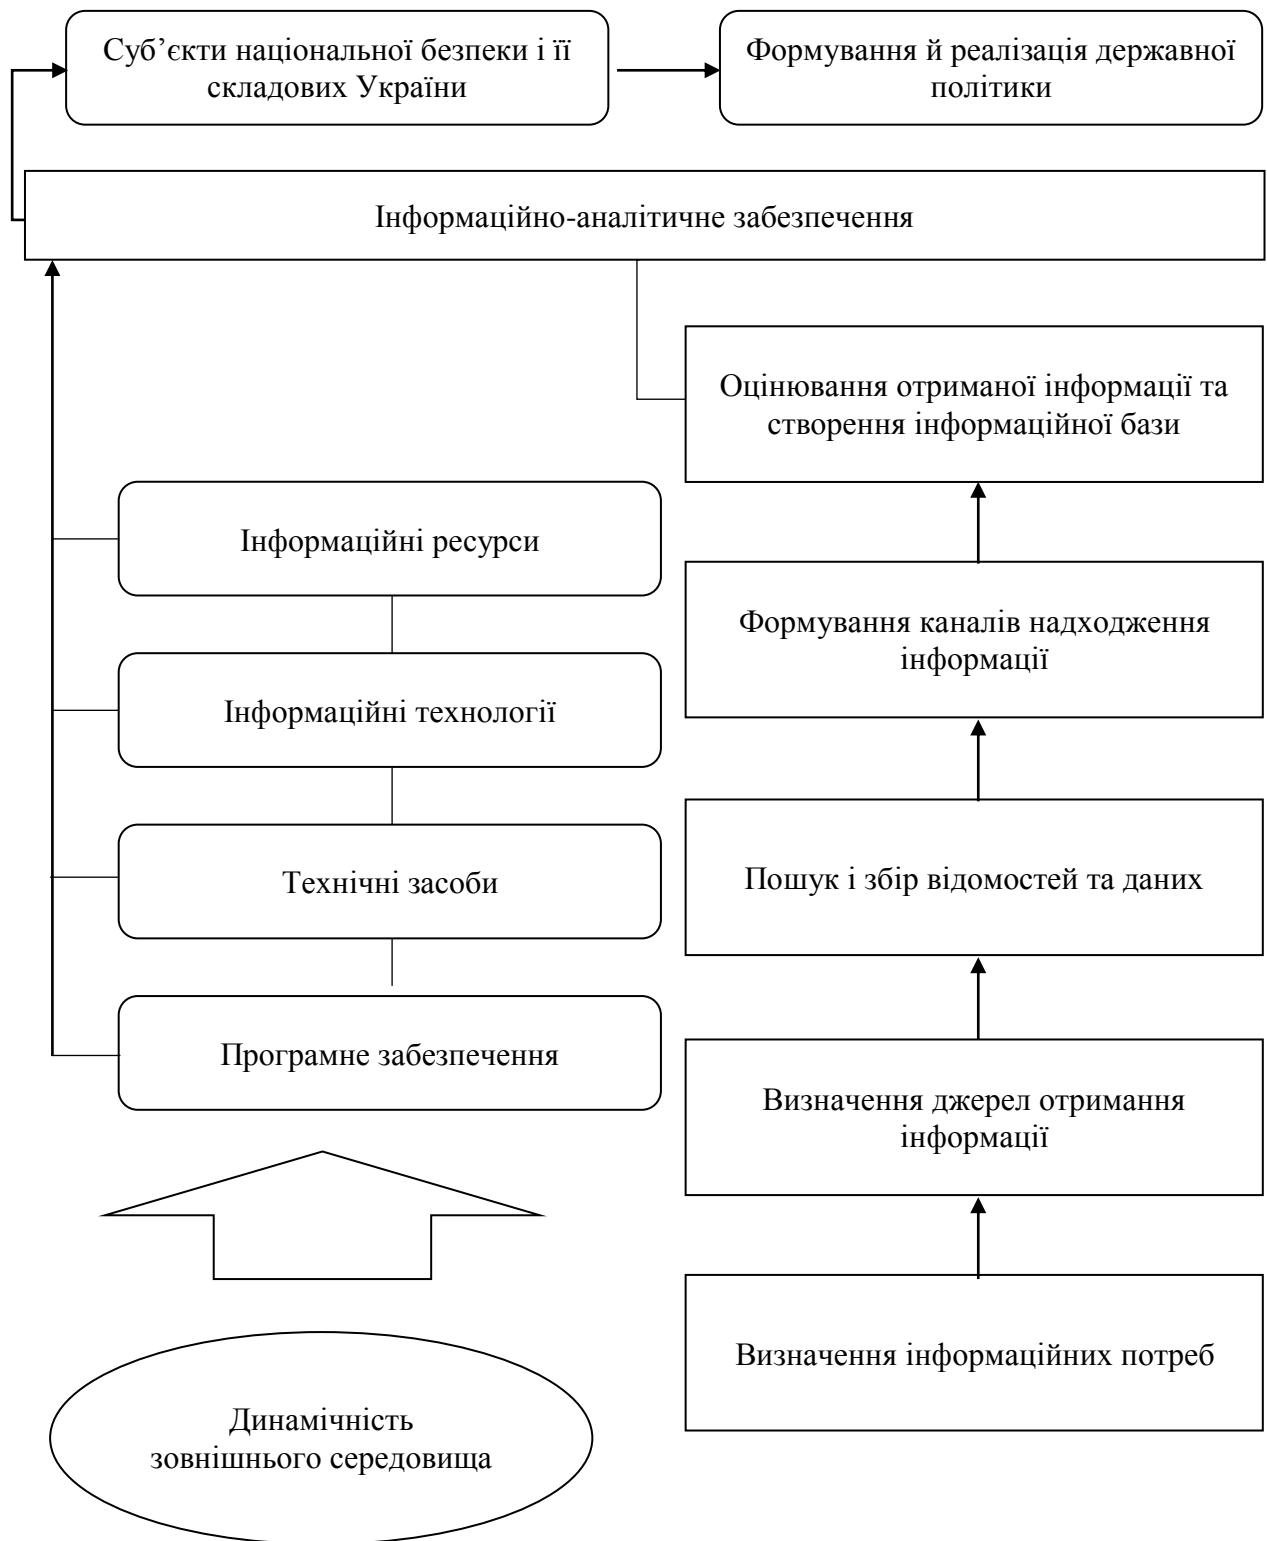 Суб’єкти національної безпеки і її
складових України
Формування й реалізація державної
політики
Інформаційно-аналітичне забезпечення
Оцінювання отриманої інформації та
створення інформаційної бази
Інформаційні ресурси
Формування каналів надходження
інформації
Інформаційні технології
Технічні засоби
Пошук і збір відомостей та даних
Програмне забезпечення
Визначення джерел отримання
інформації
Визначення інформаційних потреб
Динамічність
зовнішнього середовища